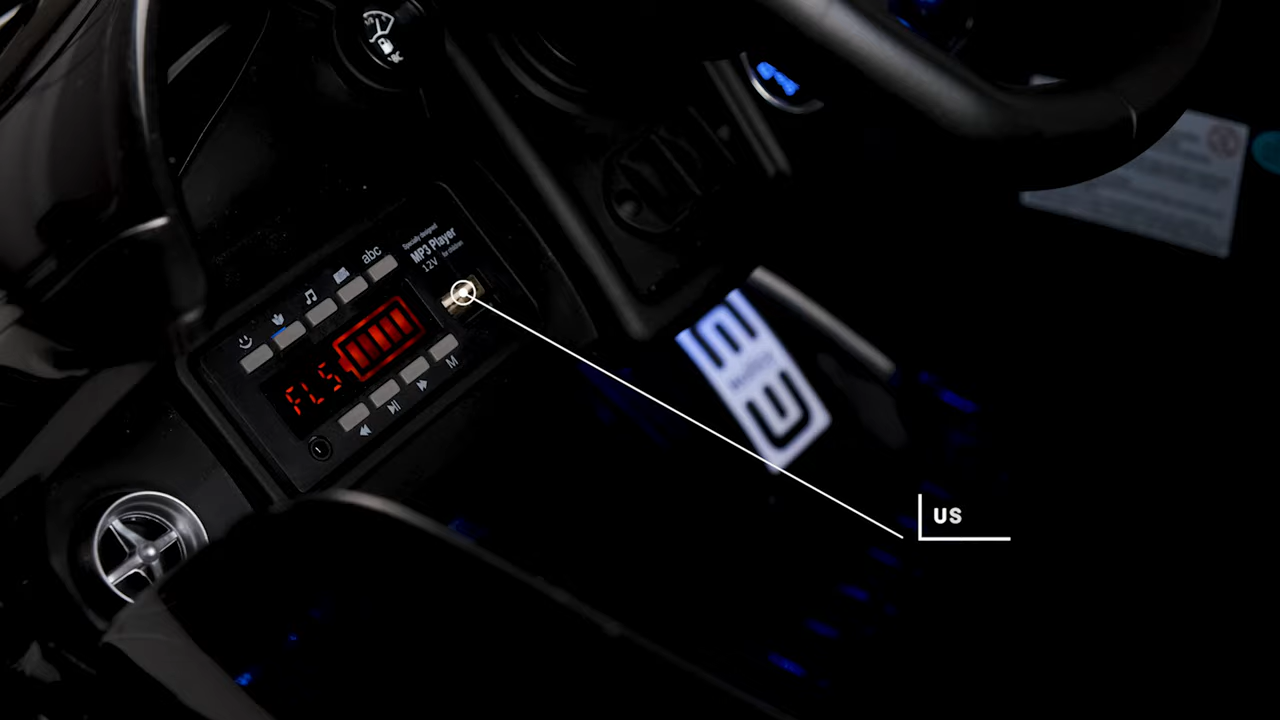 Specially designed
MP3 Player
for children
12V
abc
FLS
M
US